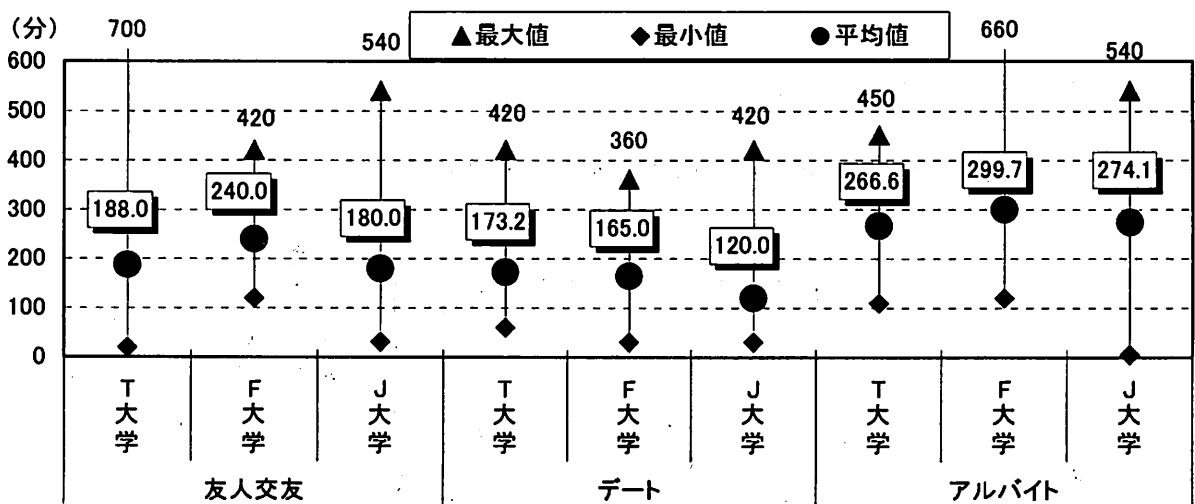 (分)
700
540
▲最大値 ◆最小値 ●平均値
660
540
600
500
400
300
200
100
0
420
420
360
420
450
188.0
240.0
180.0
173.2
165.0
120.0
266.6
299.7
274.1
T大学
F大学
J大学
T大学
F大学
J大学
T大学
F大学
J大学
友人交友
デート
アルバイト